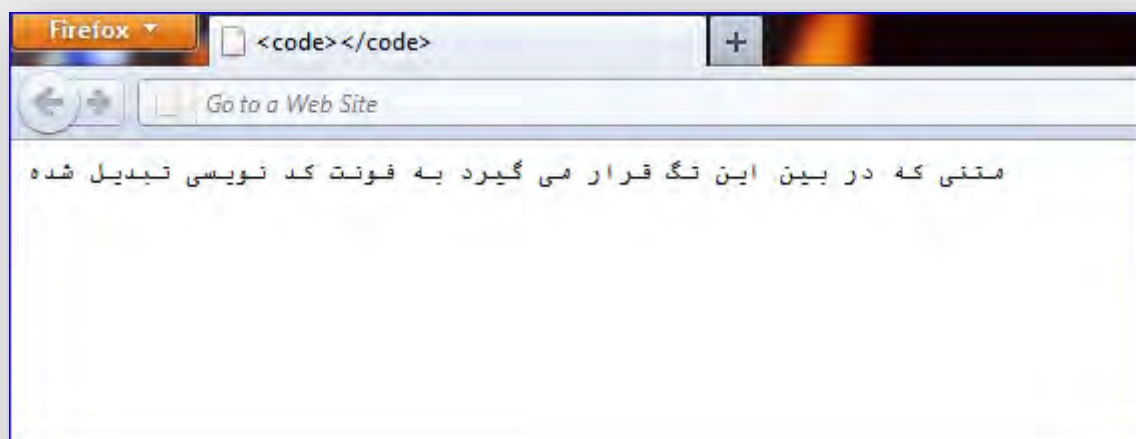 Firefox
<code></code>
Go to a Web Site
متنی که در بین این تگ قرار می گیرد به فونت کد نویسی تبدیل شده